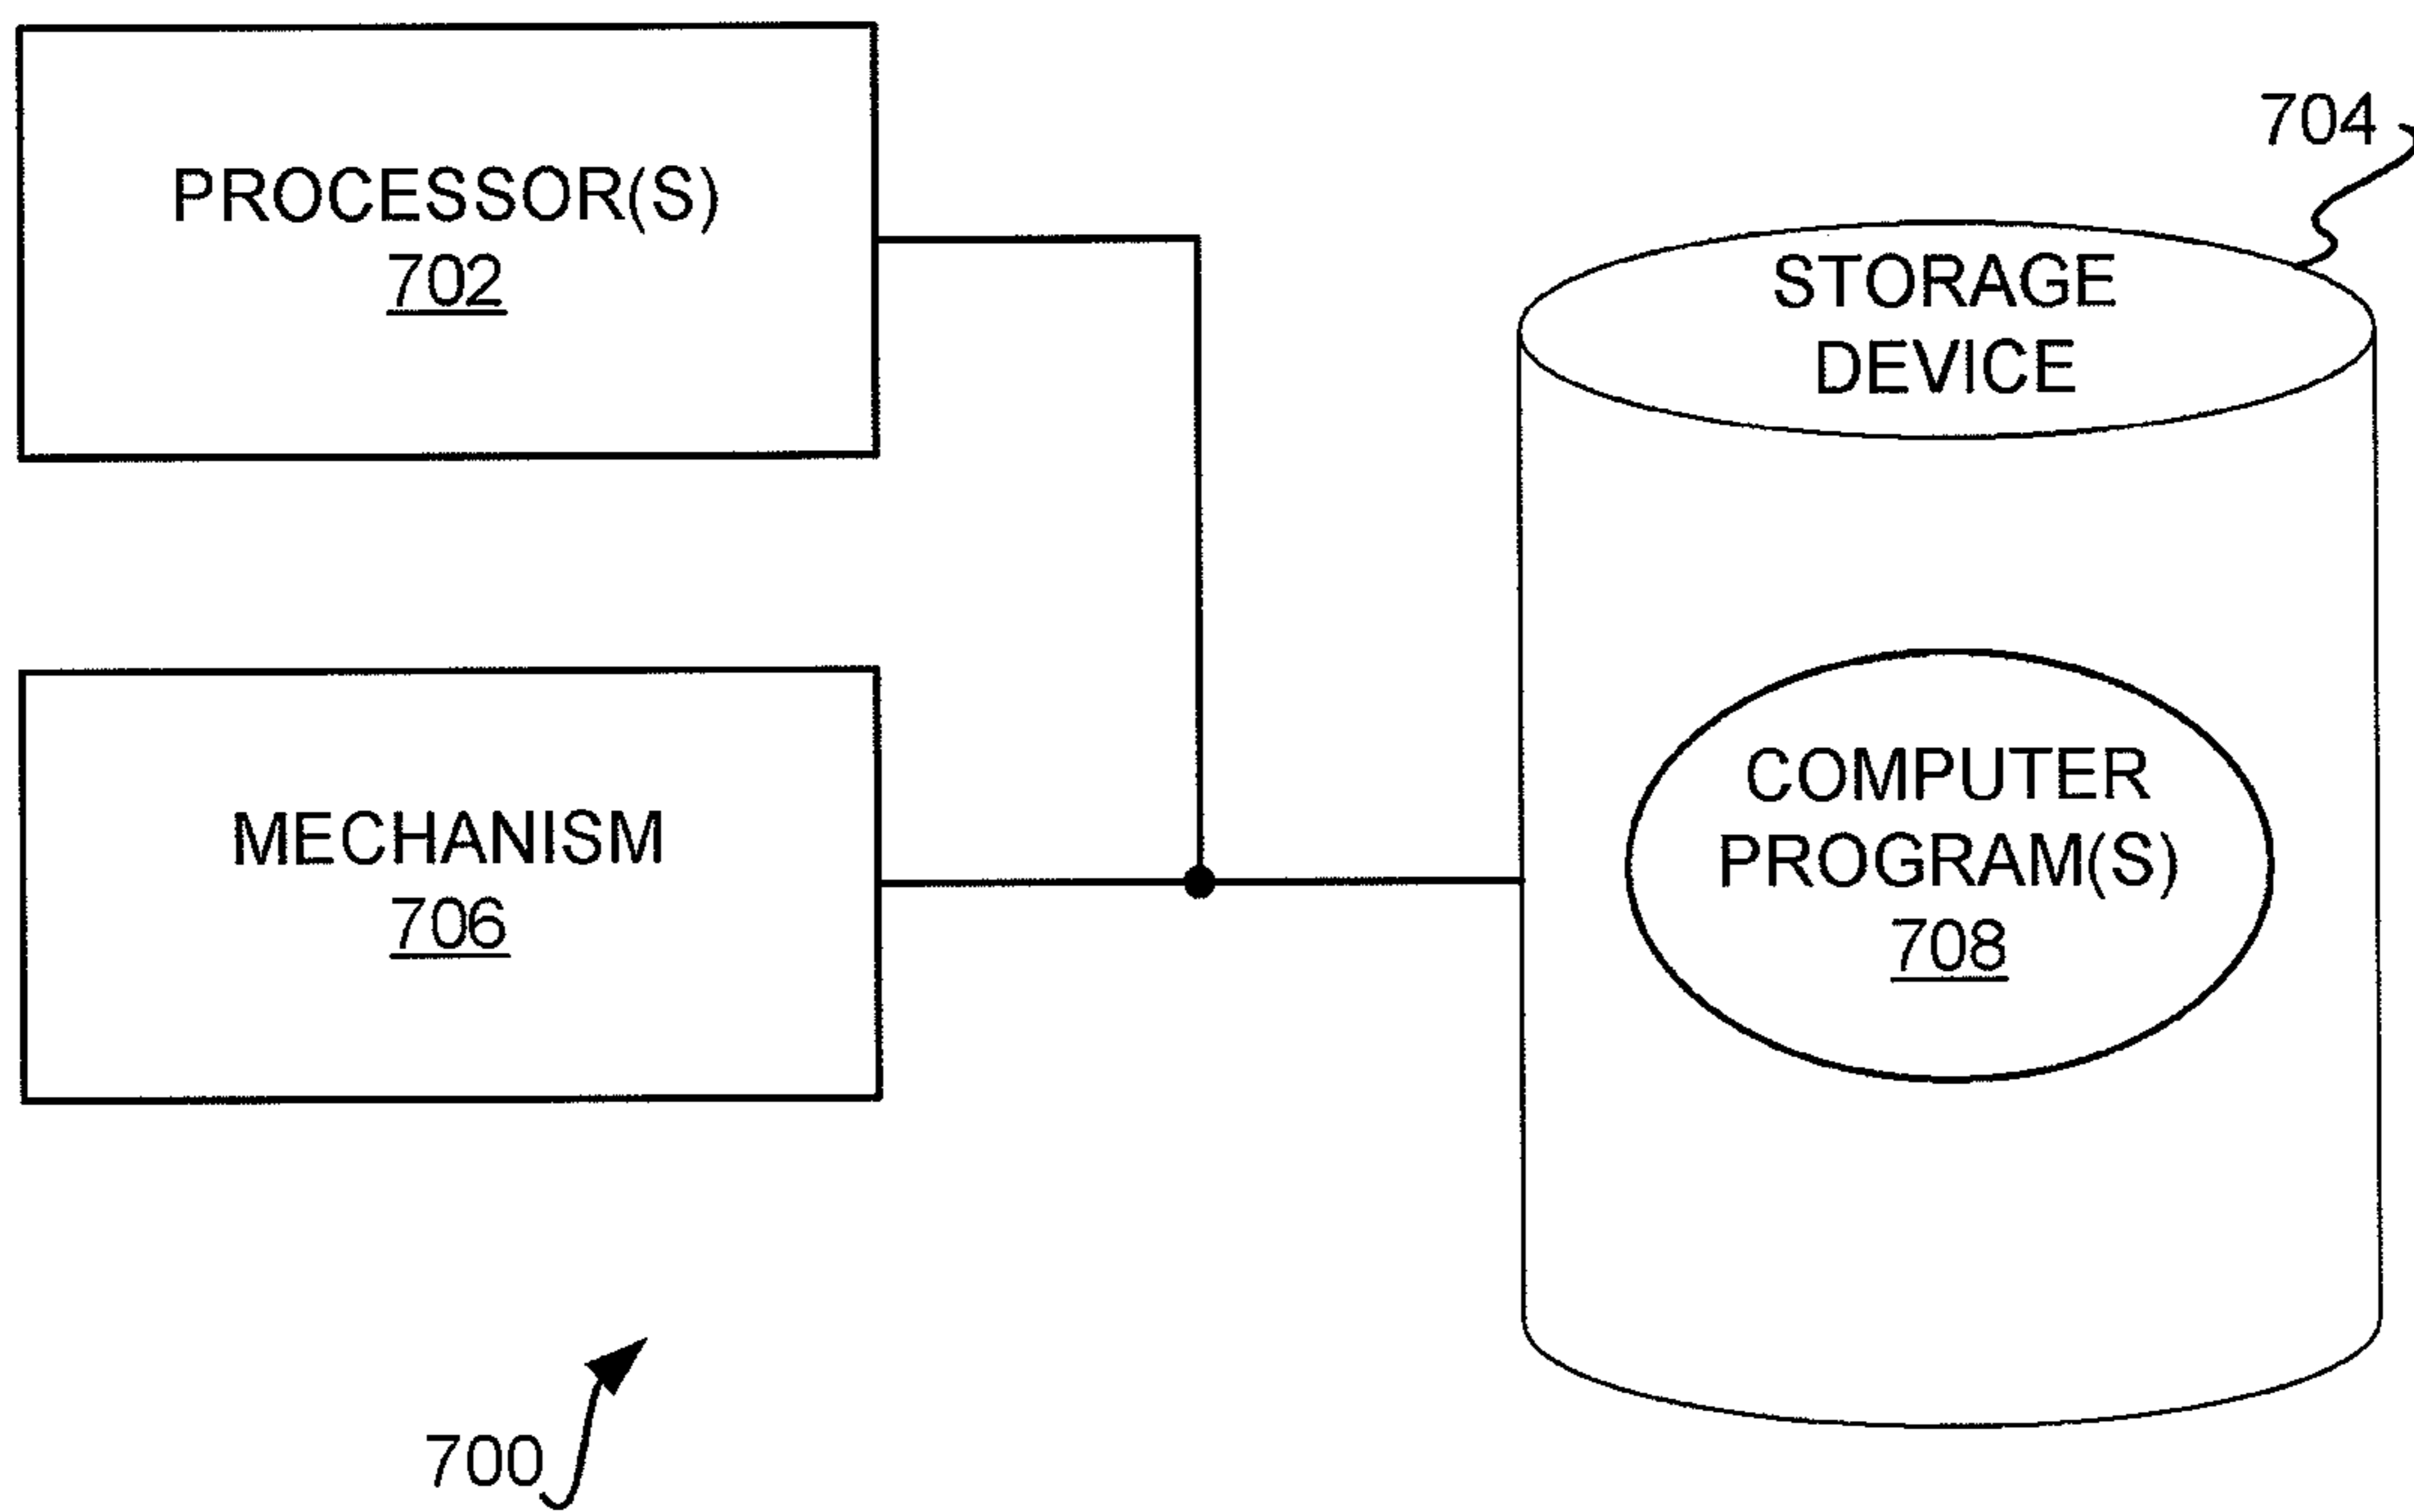 PROCESSOR(S)
702
704
STORAGE
DEVICE
MECHANISM
706
COMPUTER
PROGRAM(S)
708
700